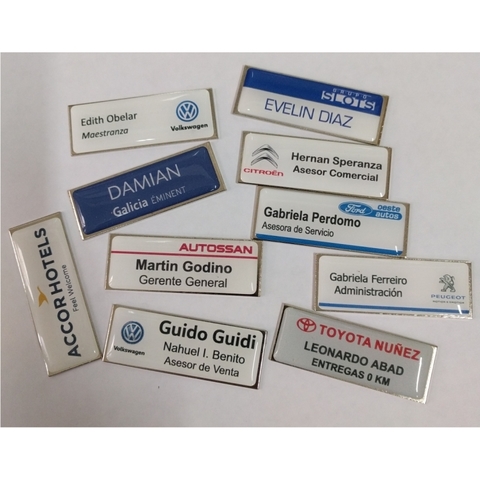 GRUPO
SLOTS
EVELIN DIAZ
Edith Obelar
Maestranza
Volkswagen
CITROËN
Hernan Speranza
Asesor Comercial
DAMIAN
Galicia ÉMINENT
Ford
oeste
autos
Gabriela Perdomo
Asesora de Servicio
ACCOR HOTELS
Feel Welcome
AUTOSSAN
Martin Godino
Gerente General
Gabriela Ferreiro
Administración
PEUGEOT
Volkswagen
Guido Guidi
Nahuel I. Benito
Asesor de Venta
TOYOTA NUÑEZ
LEONARDO ABAD
ENTREGAS 0 KM